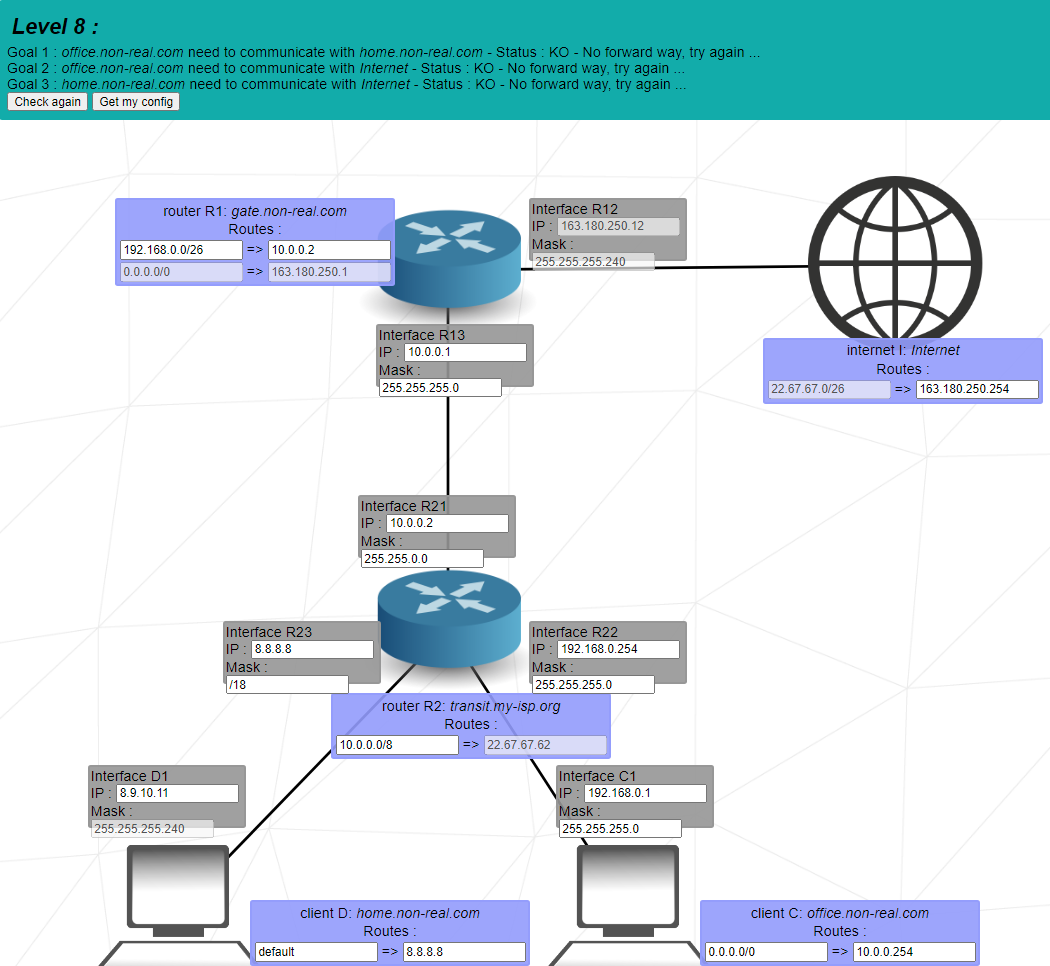 Level 8 :
Goal 1 : office.non-real.com need to communicate with home.non-real.com - Status : KO - No forward way, try again ...
Goal 2 : office.non-real.com need to communicate with Internet - Status : KO - No forward way, try again ...
Goal 3 : home.non-real.com need to communicate with Internet - Status : KO - No forward way, try again ...
Check again Get my config
router R1: gate.non-real.com
Routes :
192.168.0.0/26 => 10.0.0.2
0.0.0.0/0 => 163.180.250.1
Interface R12
IP : 163.180.250.12
Mask :
255.255.255.240
Interface R13
IP : 10.0.0.1
Mask :
255.255.255.0
internet I: Internet
Routes :
22.67.67.0/26 => 163.180.250.254
Interface R21
IP : 10.0.0.2
Mask :
255.255.0.0
Interface R23
IP : 8.8.8.8
Mask :
/18
Interface R22
IP : 192.168.0.254
Mask :
255.255.255.0
router R2: transit.my-isp.org
Routes :
10.0.0.0/8 => 22.67.67.62
Interface D1
IP : 8.9.10.11
Mask :
255.255.255.240
Interface C1
IP : 192.168.0.1
Mask :
255.255.255.0
client D: home.non-real.com
Routes :
default => 8.8.8.8
client C: office.non-real.com
Routes :
0.0.0.0/0 => 10.0.0.254